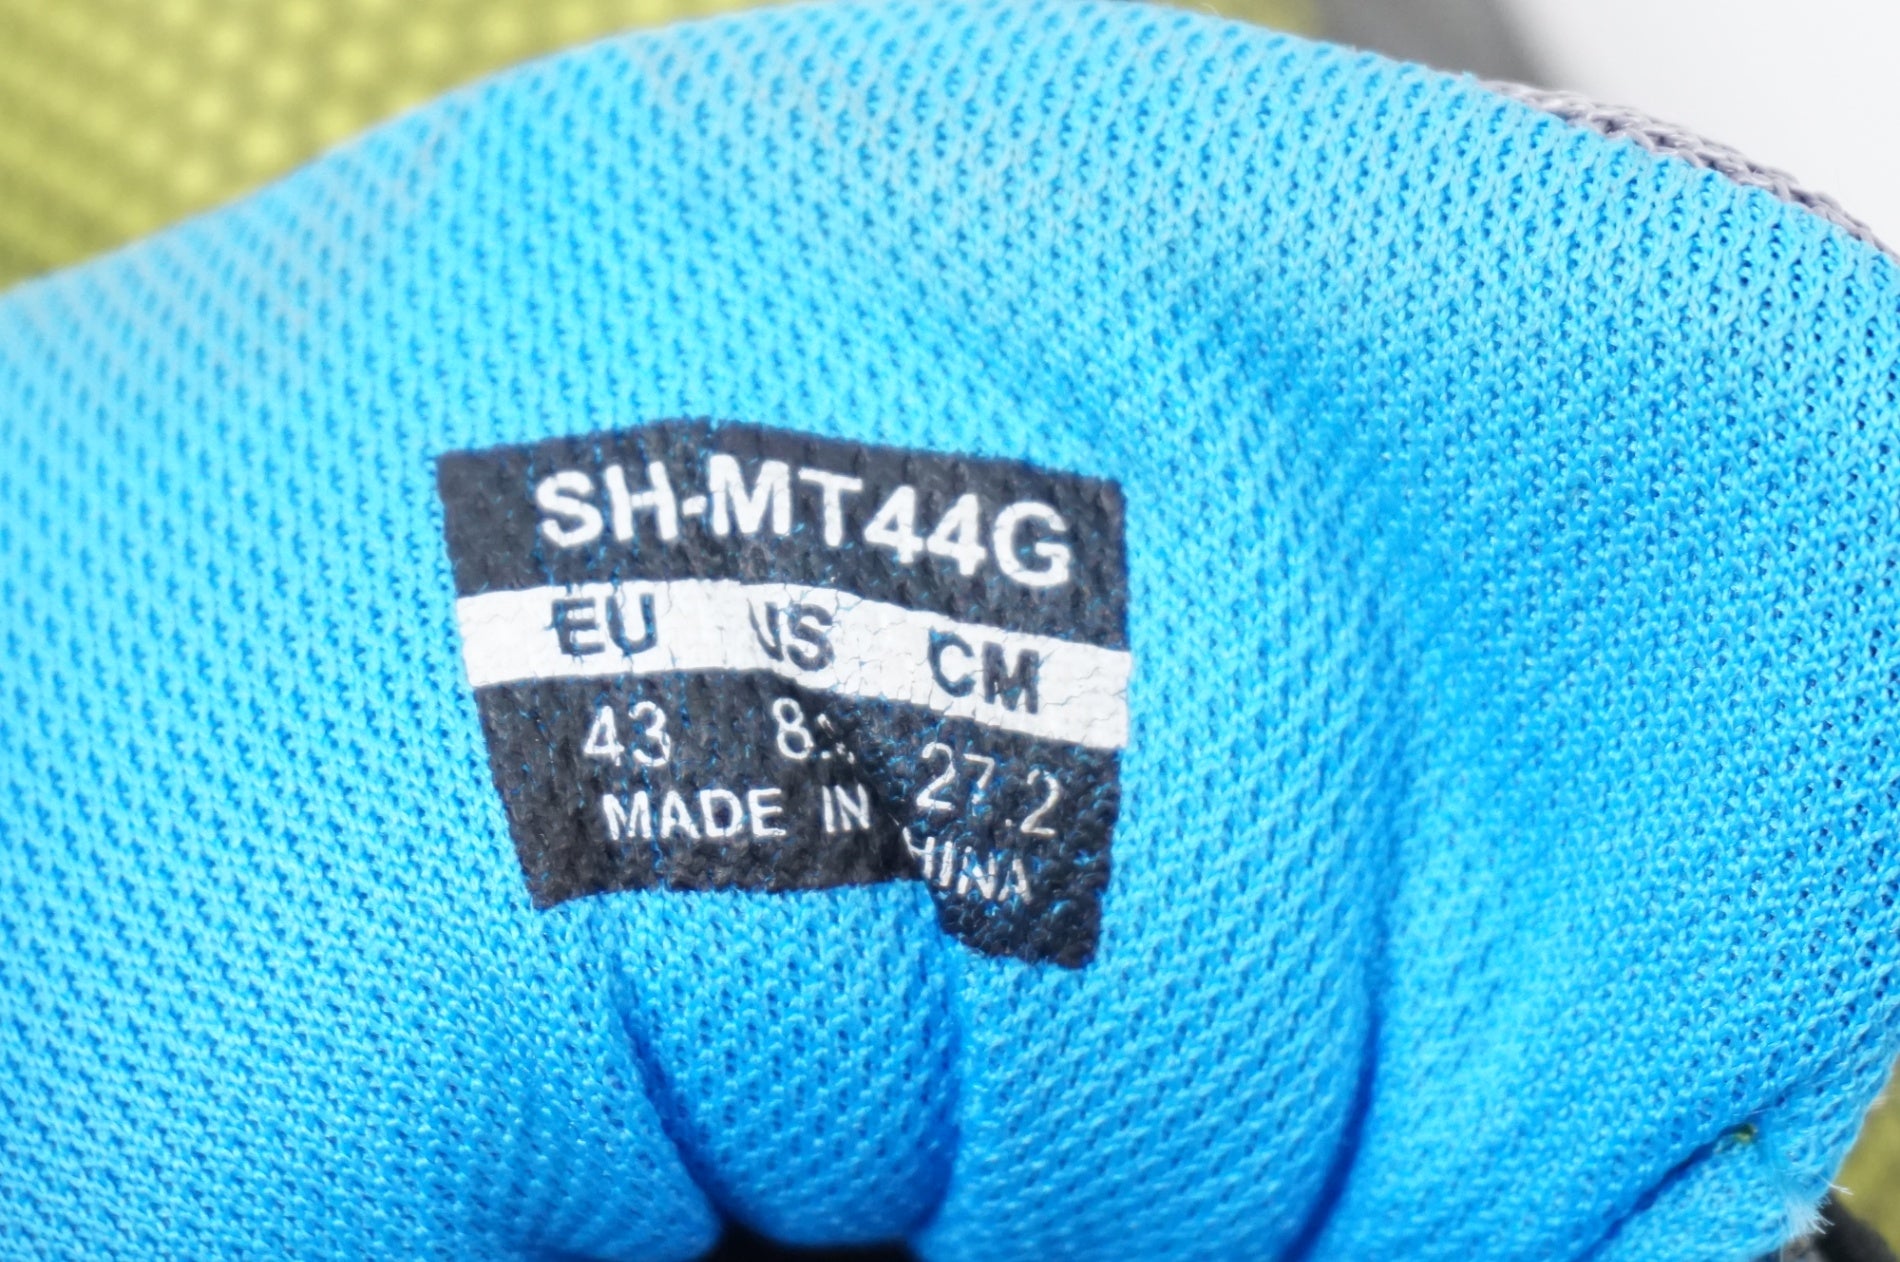 SH-MT44G
EU US CM
43 27.2
MADE IN